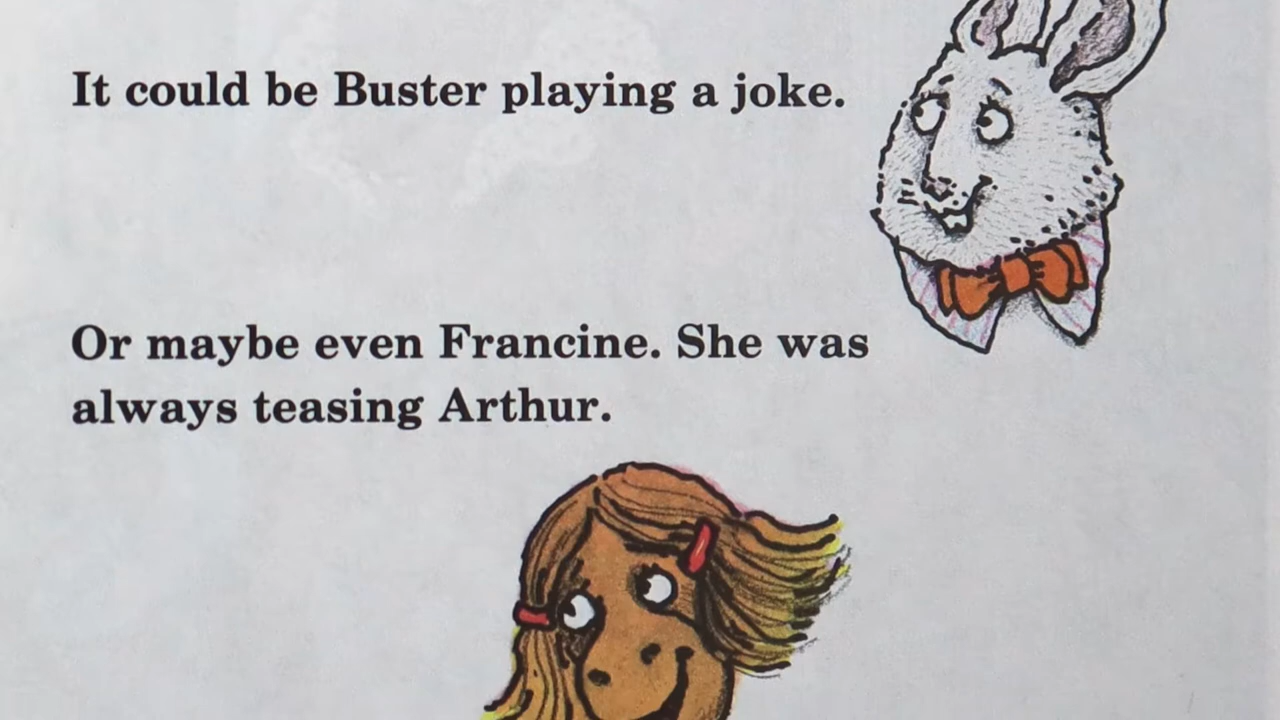 It could be Buster playing a joke.
Or maybe even Francine. She was
always teasing Arthur.